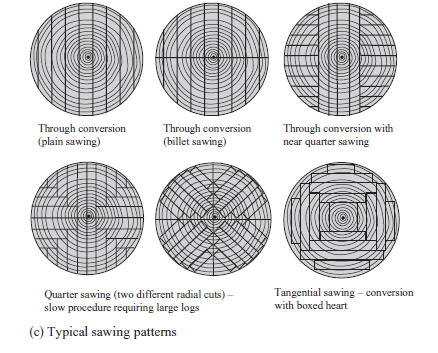 Through conversion
(plain sawing)
Through conversion
(billet sawing)
Through conversion with
near quarter sawing
Quarter sawing (two different radial cuts) –
slow procedure requiring large logs
Tangential sawing – conversion
with boxed heart
(c) Typical sawing patterns